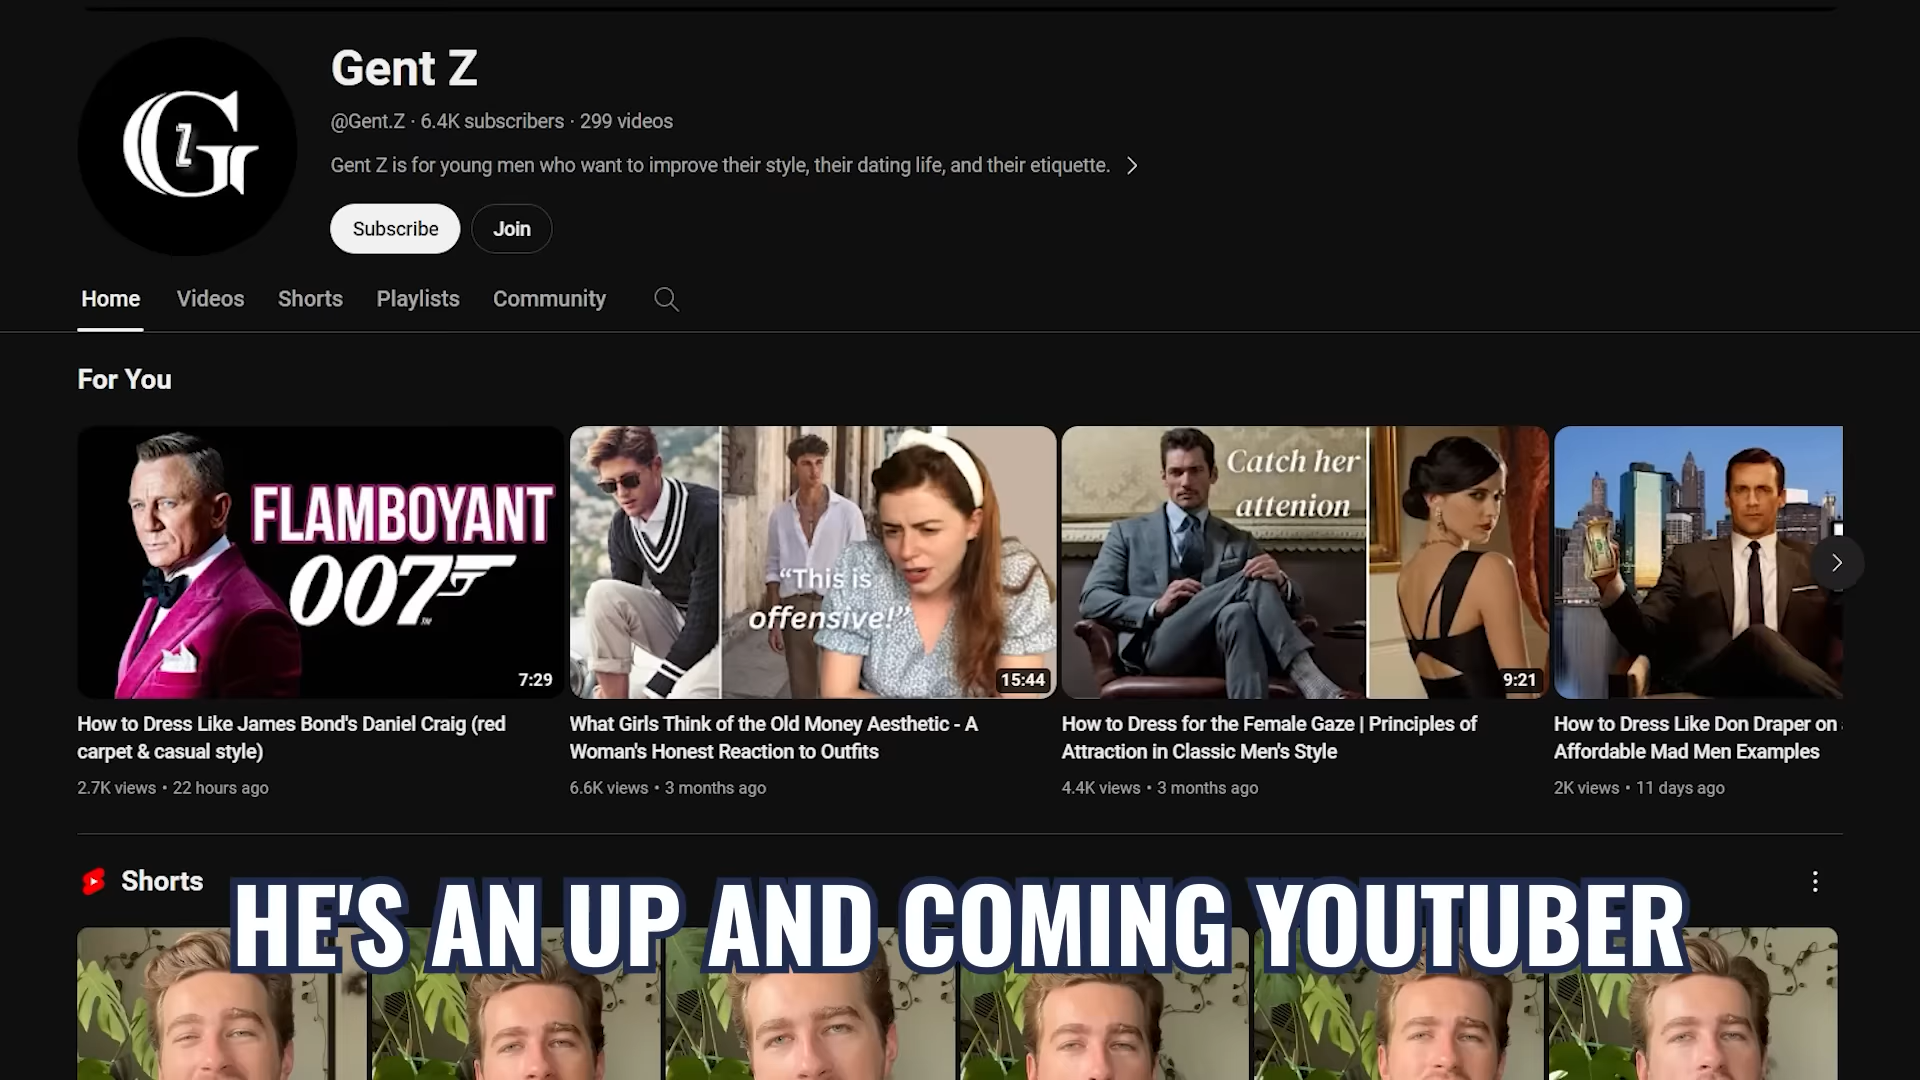 Gent Z
@Gent.Z · 6.4K subscribers · 299 videos
Gent Z is for young men who want to improve their style, their dating life, and their etiquette.
Subscribe
Join
Home
Videos
Shorts
Playlists
Community
For You
G
Z
FLAMBOYANT
007
7:29
"This is
offensive!"
15:44
Catch her
attenion
9:21
How to Dress Like James Bond's Daniel Craig (red
carpet & casual style)
2.7K views • 22 hours ago
What Girls Think of the Old Money Aesthetic - A
Woman's Honest Reaction to Outfits
6.6K views • 3 months ago
How to Dress for the Female Gaze | Principles of
Attraction in Classic Men's Style
4.4K views • 3 months ago
How to Dress Like Don Draper on
Affordable Mad Men Examples
2K views • 11 days ago
Shorts
HE'S AN UP AND COMING YOUTUBER